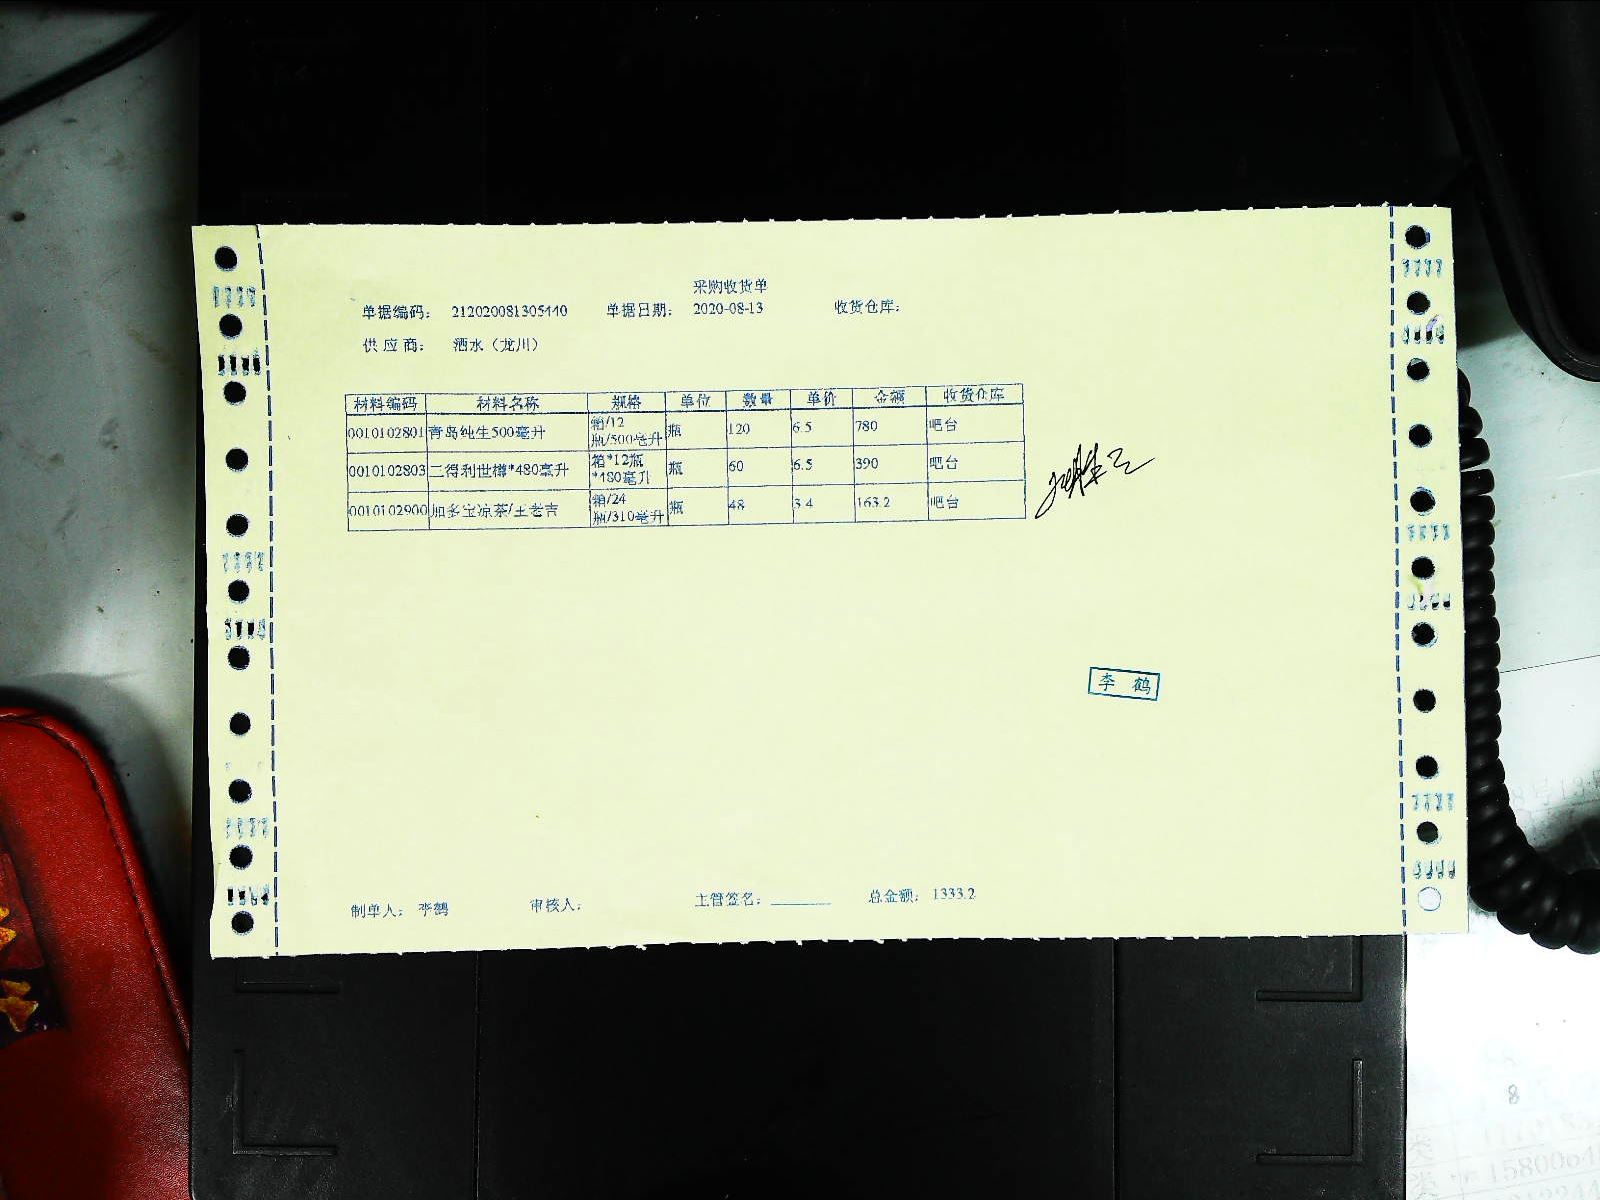 采购收货单
单据编码： 212020081305440 单据日期： 2020-08-13 收货仓库：
供 应 商： 酒水（龙川）
材料编码 材料名称 规格 单位 数量 单价 金额 收货仓库
0010102801 青岛纯生500毫升 箱/12瓶/500毫升 瓶 120 6.5 780 吧台
0010102803 二得利世樽*480毫升 箱*12瓶*480毫升 瓶 60 6.5 390 吧台
0010102900 加多宝凉茶/王老吉 箱/24瓶/310毫升 瓶 48 3.4 163.2 吧台
李 鹤
制单人： 李鹤 审核人： 主管签名： 总金额： 1333.2